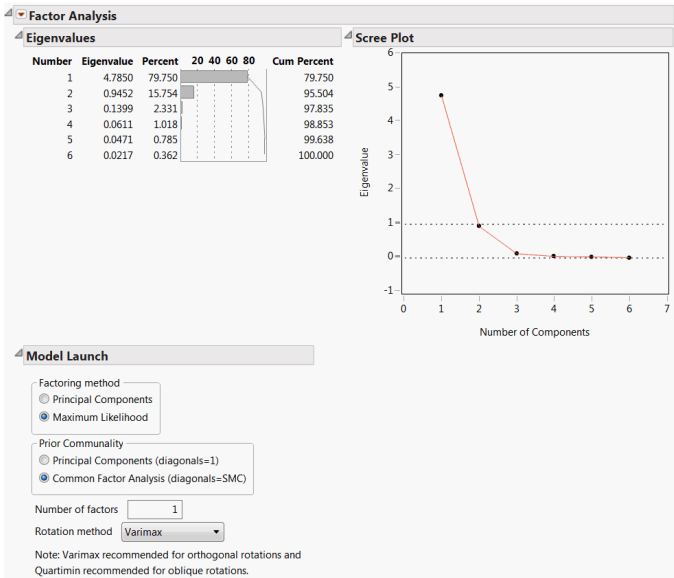 Factor Analysis
Eigenvalues
Number Eigenvalue Percent 20 40 60 80 Cum Percent
1 4.7850 79.750 79.750
2 0.9452 15.754 95.504
3 0.1399 2.331 97.835
4 0.0611 1.018 98.853
5 0.0471 0.785 99.638
6 0.0217 0.362 100.000
Scree Plot
6
5
4
3
2
1
0
-1
Eigenvalue
0 1 2 3 4 5 6 7
Number of Components
Model Launch
Factoring method
Principal Components
Maximum Likelihood
Prior Communality
Principal Components (diagonals=1)
Common Factor Analysis (diagonals=SMC)
Number of factors 1
Rotation method Varimax
Note: Varimax recommended for orthogonal rotations and
Quartimin recommended for oblique rotations.